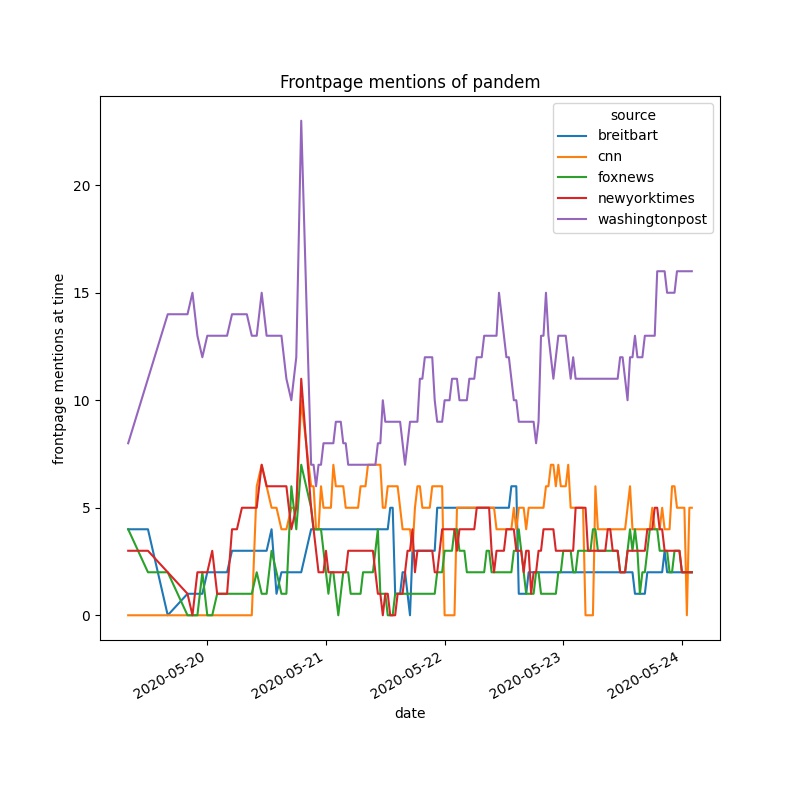 Frontpage mentions of pandem
source
breitbart
cnn
foxnews
newyorktimes
washingtonpost
frontpage mentions at time
20
15
10
5
0
2020-05-20
2020-05-21
2020-05-22
2020-05-23
2020-05-24
date